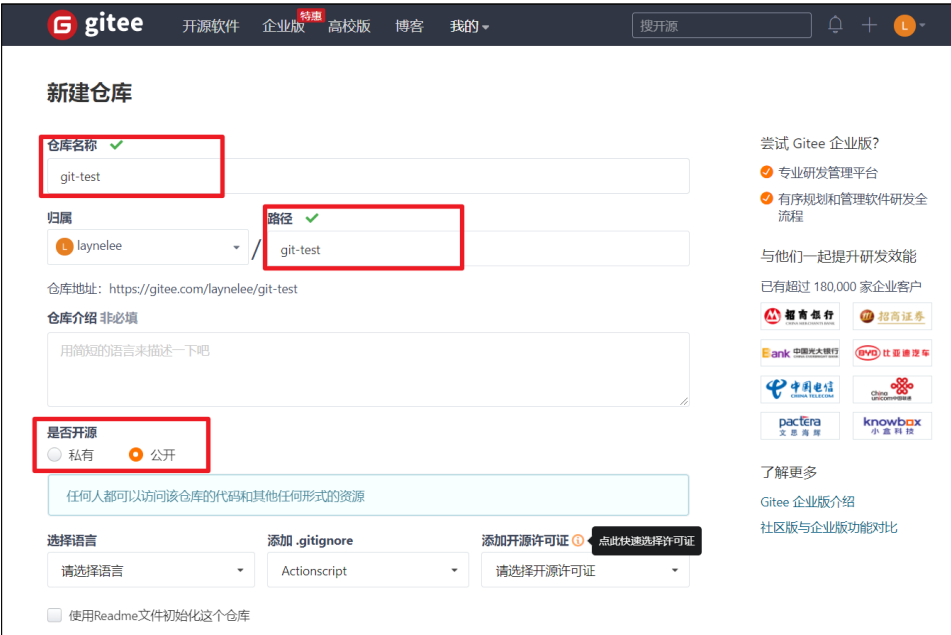 gitee 开源软件 企业版 特惠 高校版 博客 我的 搜开源 L
新建仓库
仓库名称
git-test
归属
路径
L laynelee / git-test
仓库地址：https://gitee.com/laynelee/git-test
仓库介绍 非必填
用简短的语言来描述一下吧
是否开源
私有 公开
任何人都可以访问该仓库的代码和其他任何形式的资源
选择语言 添加 .gitignore 添加开源许可证 点此快速选择许可证
请选择语言 Actionscript 请选择开源许可证
使用Readme文件初始化这个仓库
尝试 Gitee 企业版?
专业研发管理平台
有序规划和管理软件研发全
流程
与他们一起提升研发效能
已有超过 180,000 家企业客户
招商银行 招商证券
CHINA MERCHANTS BANK
Bank 中国光大银行 BYD 比亚迪汽车
中国电信 China
CHINA TELECOM unicom中国联通
pactera knowbox
文思海辉 小盒科技
了解更多
Gitee 企业版介绍
社区版与企业版功能对比